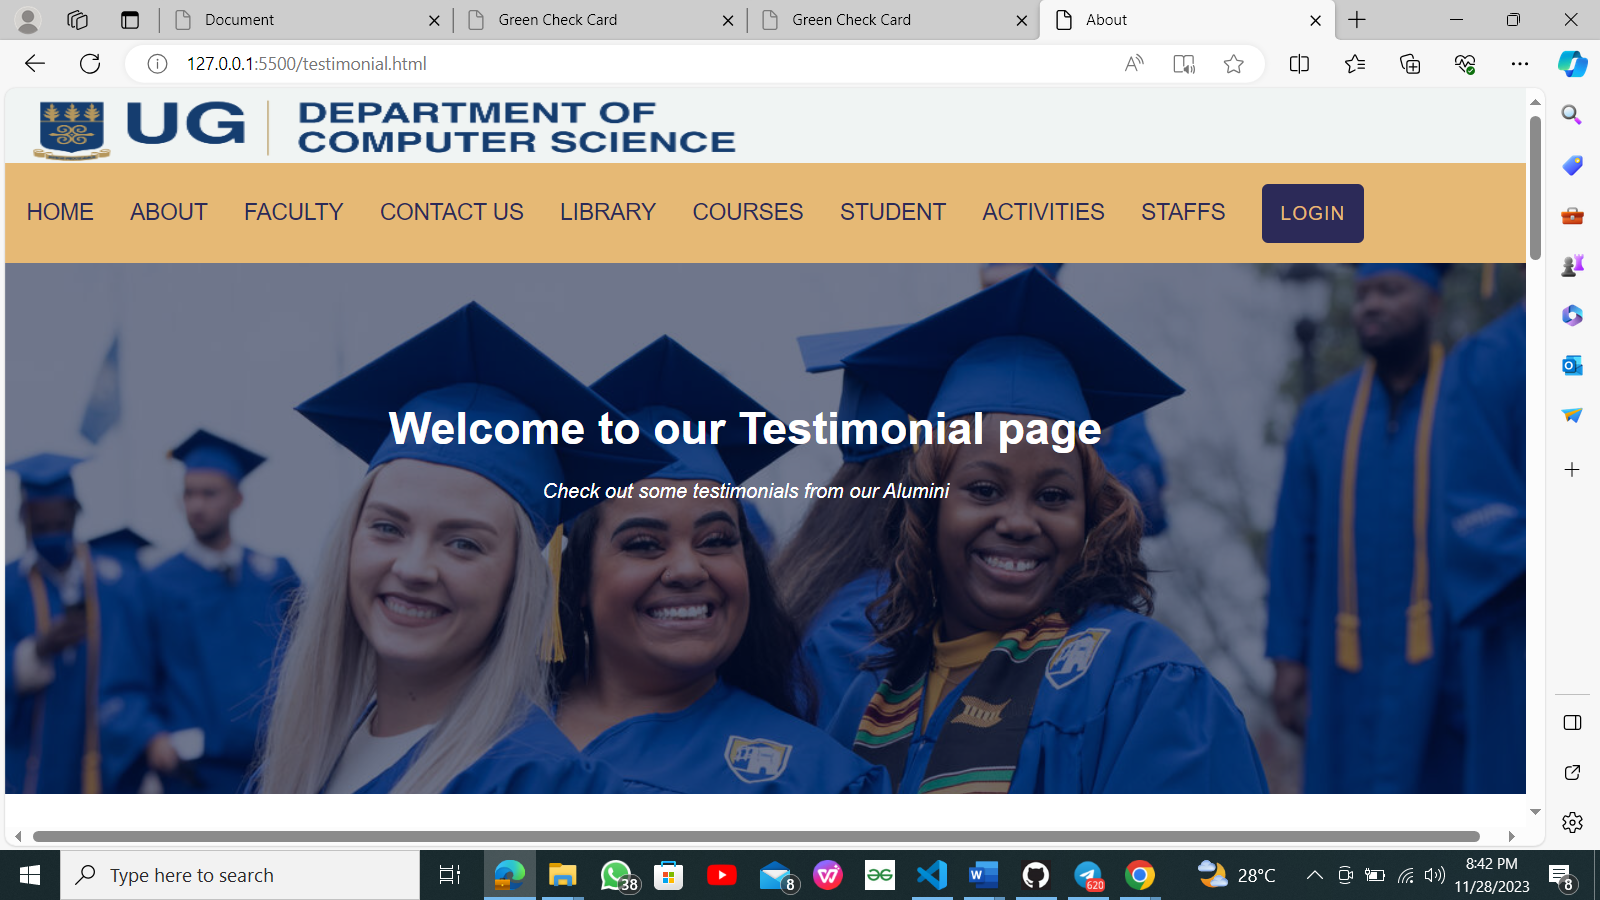 Document
Green Check Card
Green Check Card
About
127.0.0.1:5500/testimonial.html
UG
DEPARTMENT OF
COMPUTER SCIENCE
HOME ABOUT FACULTY CONTACT US LIBRARY COURSES STUDENT ACTIVITIES STAFFS LOGIN
Welcome to our Testimonial page
Check out some testimonials from our Alumini
Type here to search
38
8
620
28°C
8:42 PM
11/28/2023
8